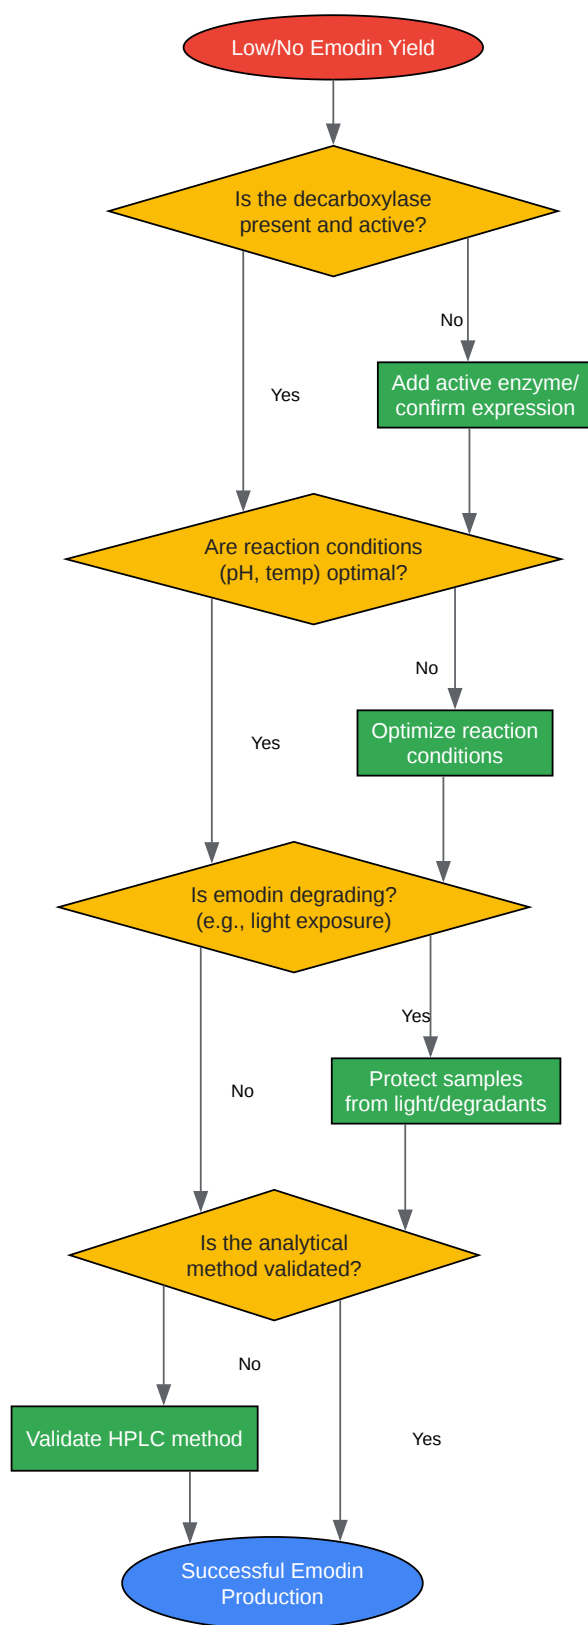 Low/No Emodin Yield
Is the decarboxylase
present and active?
No
Add active enzyme/
confirm expression
Yes
Are reaction conditions
(pH, temp) optimal?
No
Optimize reaction
conditions
Yes
Is emodin degrading?
(e.g., light exposure)
Yes
Protect samples
from light/degradants
No
Is the analytical
method validated?
No
Validate HPLC method
Yes
Successful Emodin
Production